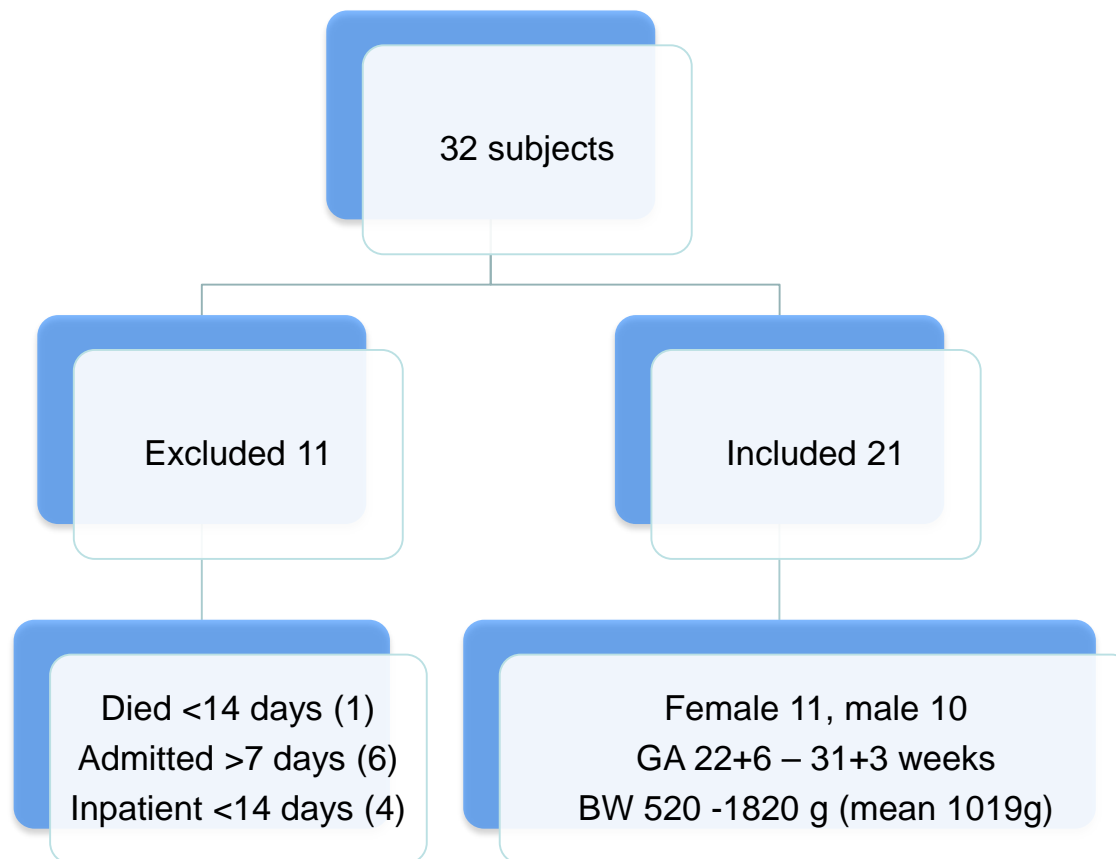 32 subjects
Excluded 11
Included 21
Died <14 days (1)
Admitted >7 days (6)
Inpatient <14 days (4)
Female 11, male 10
GA 22+6 – 31+3 weeks
BW 520 -1820 g (mean 1019g)